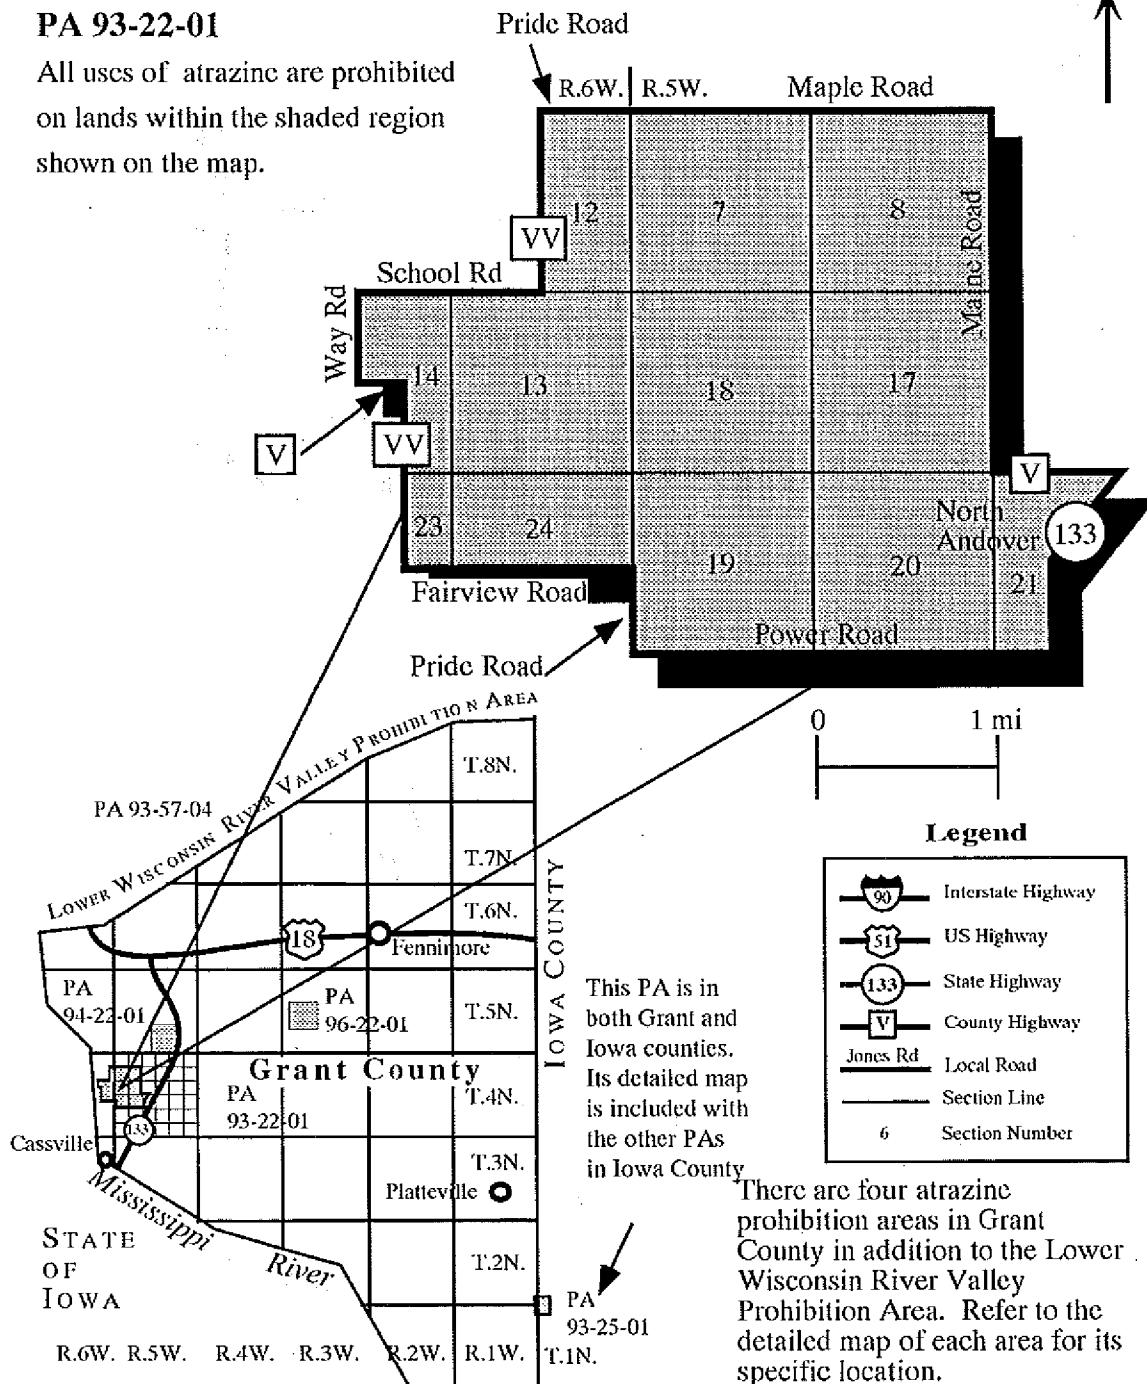 PA 93-22-01
All uses of atrazine are prohibited
on lands within the shaded region
shown on the map.
Pride Road
R.6W. R.5W.
Maple Road
12
7
8
VV
School Rd
Maine Road
Way Rd
14
13
18
17
V
VV
V
23
24
19
20
North
Andover
133
21
Fairview Road
Power Road
Pride Road
0 1 mi
LOWER WISCONSIN RIVER VALLEY PROHIBITION AREA
PA 93-57-04
T.8N.
T.7N.
T.6N.
18
Fennimore
IOWA COUNTY
PA
94-22-01
PA
96-22-01
T.5N.
Grant County
PA
93-22-01
T.4N.
133
Cassville
T.3N.
Platteville
Mississippi
River
STATE
OF
IOWA
T.2N.
PA
93-25-01
R.6W. R.5W. R.4W. R.3W. R.2W. R.1W. T.1N.
This PA is in
both Grant and
Iowa counties.
Its detailed map
is included with
the other PAs
in Iowa County
Legend
90 Interstate Highway
51 US Highway
133 State Highway
V County Highway
Jones Rd Local Road
Section Line
6 Section Number
There are four atrazine
prohibition areas in Grant
County in addition to the Lower
Wisconsin River Valley
Prohibition Area. Refer to the
detailed map of each area for its
specific location.